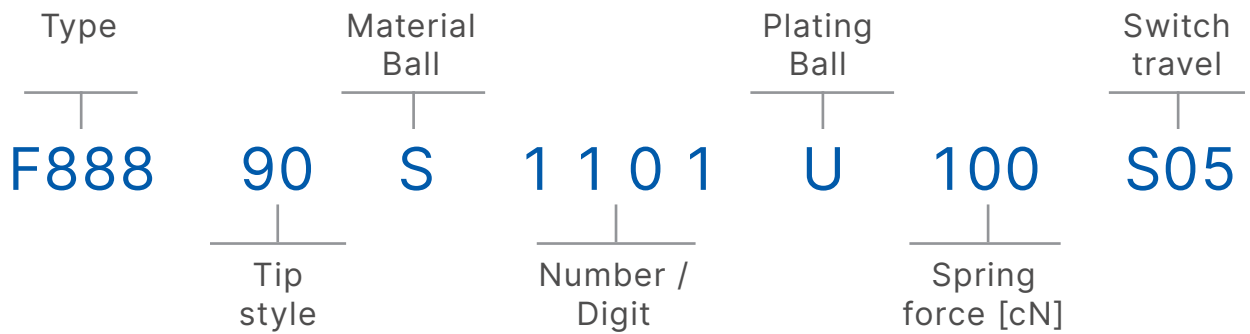 Type Material Plating Switch
Ball Ball travel
F888 90 S 1 1 0 1 U 100 S05
Tip Number / Spring
style Digit force [cN]